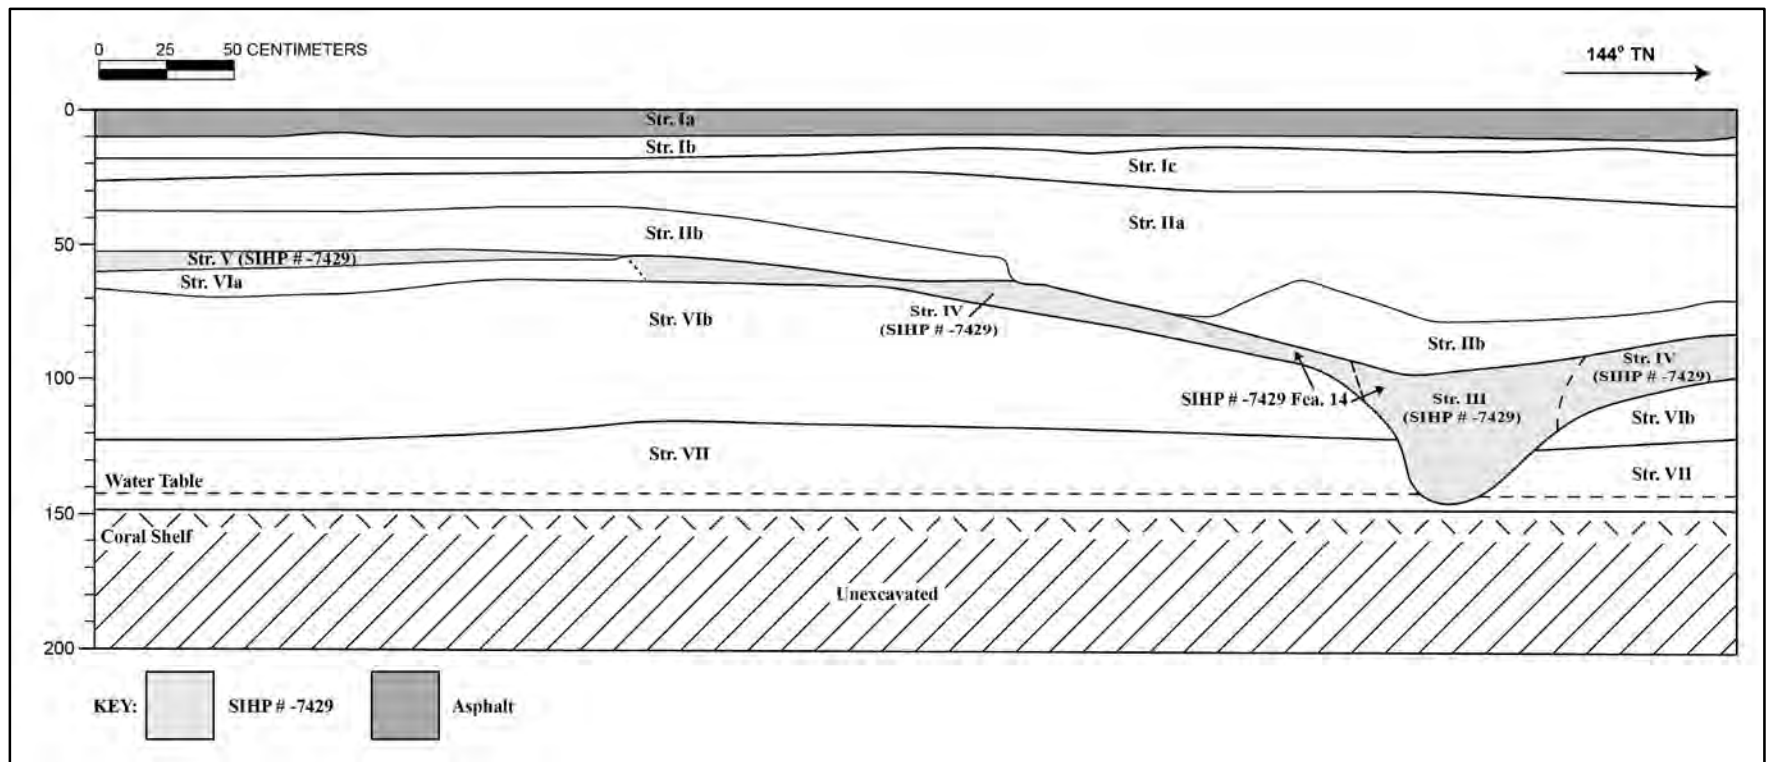 0 25 50 CENTIMETERS
144° TN
0
Str. Ia
Str. Ib
Str. Ic
Str. IIa
Str. IIb
50
Str. V (SIHP # -7429)
Str. VIa
Str. IV
(SIHP # -7429)
Str. VIb
Str. IIb
Str. IV
(SIHP # -7429)
100
SIHP # -7429 Fea. 14
Str. III
(SIHP # -7429)
Str. VIb
Str. VII
Str. VII
Water Table
150
Coral Shelf
Unexcavated
200
KEY: SIHP # -7429 Asphalt